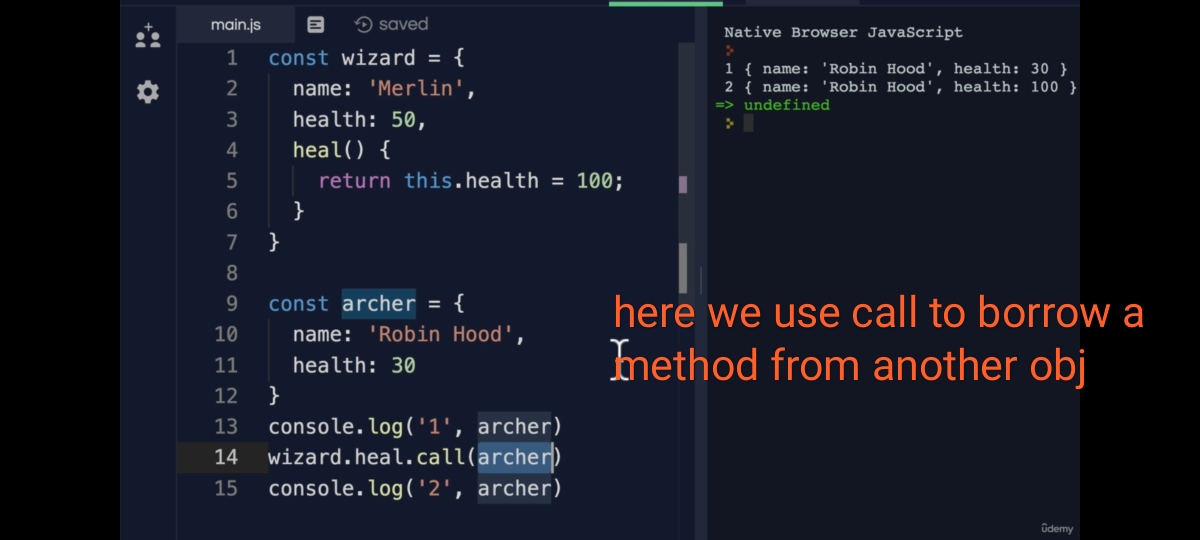 main.js saved
1 const wizard = {
2 name: 'Merlin',
3 health: 50,
4 heal() {
5 return this.health = 100;
6 }
7 }
8
9 const archer = {
10 name: 'Robin Hood',
11 health: 30
12 }
13 console.log('1', archer)
14 wizard.heal.call(archer)
15 console.log('2', archer)
Native Browser JavaScript
1 { name: 'Robin Hood', health: 30 }
2 { name: 'Robin Hood', health: 100 }
=> undefined
here we use call to borrow a
method from another obj
ûdemy